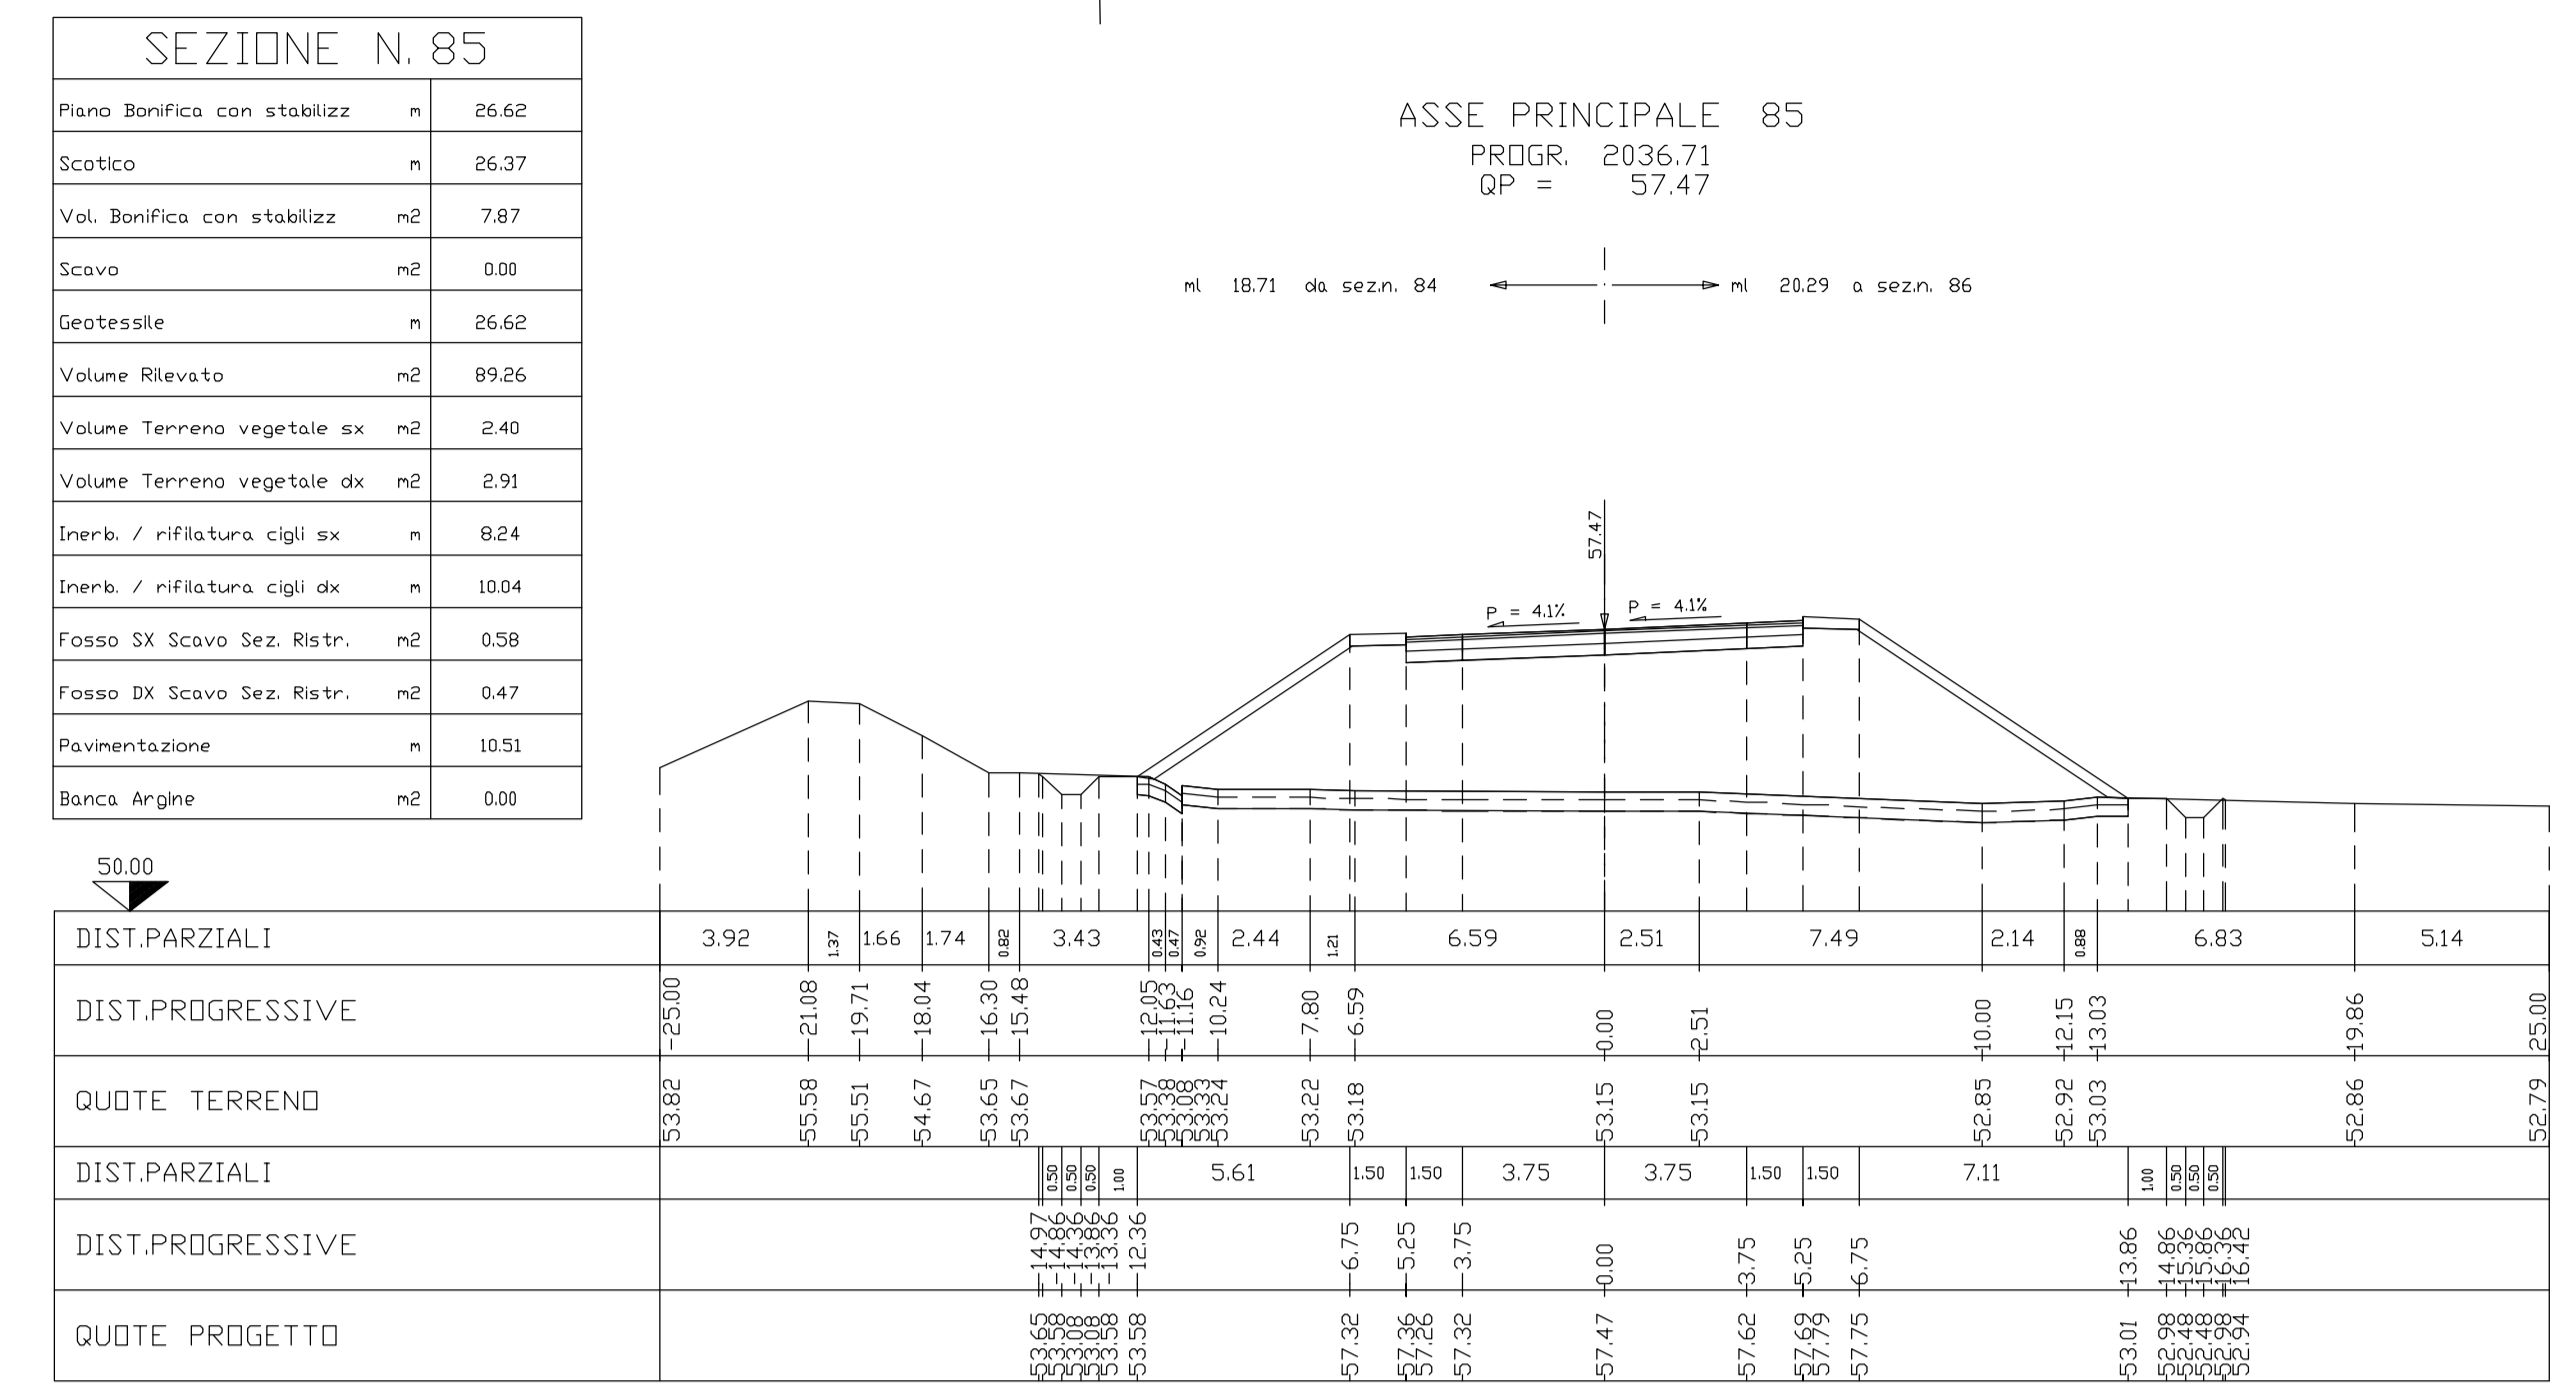 SEZIONE N. 85
Piano Bonifica con stabilizz m 26.62
Scotico m 26.37
Vol. Bonifica con stabilizz m2 7.87
Scavo m2 0.00
Geotessile m 26.62
Volume Rilevato m2 89.26
Volume Terreno vegetale sx m2 2.40
Volume Terreno vegetale dx m2 2.91
Inerb. / rifilatura cigli sx m 8.24
Inerb. / rifilatura cigli dx m 10.04
Fosso SX Scavo Sez. Ristr. m2 0.58
Fosso DX Scavo Sez. Ristr. m2 0.47
Pavimentazione m 10.51
Banca Argine m2 0.00
ASSE PRINCIPALE 85
PROGR. 2036.71
QP = 57.47
ml 18.71 da sez.n. 84 ml 20.29 a sez.n. 86
57.47
P = 4.1% P = 4.1%
50.00
DIST.PARZIALI 3.92 1.37 1.66 1.74 0.82 3.43 0.43 0.47 0.92 2.44 1.21 6.59 2.51 7.49 2.14 0.88 6.83 5.14
DIST.PROGRESSIVE -25.00 -21.08 -19.71 -18.04 -16.30 -15.48 -12.05 -11.63 -11.16 -10.24 -7.80 -6.59 0.00 2.51 10.00 12.15 13.03 19.86 25.00
QUOTE TERRENO 53.82 55.58 55.51 54.67 53.65 53.67 53.57 53.38 53.08 53.33 53.24 53.22 53.18 53.15 53.15 52.85 52.92 53.03 52.86 52.79
DIST.PARZIALI 0.50 0.50 0.50 1.00 5.61 1.50 1.50 3.75 3.75 1.50 1.50 7.11 1.00 0.50 0.50 0.50
DIST.PROGRESSIVE -14.97 -14.86 -14.36 -13.86 -13.36 -12.36 -6.75 -5.25 -3.75 0.00 3.75 5.25 6.75 13.86 14.86 15.36 15.86 16.36 16.42
QUOTE PROGETTO 53.65 53.58 53.08 53.08 53.58 53.58 57.32 57.36 57.26 57.32 57.47 57.62 57.69 57.79 57.75 53.01 52.98 52.48 52.48 52.98 52.94